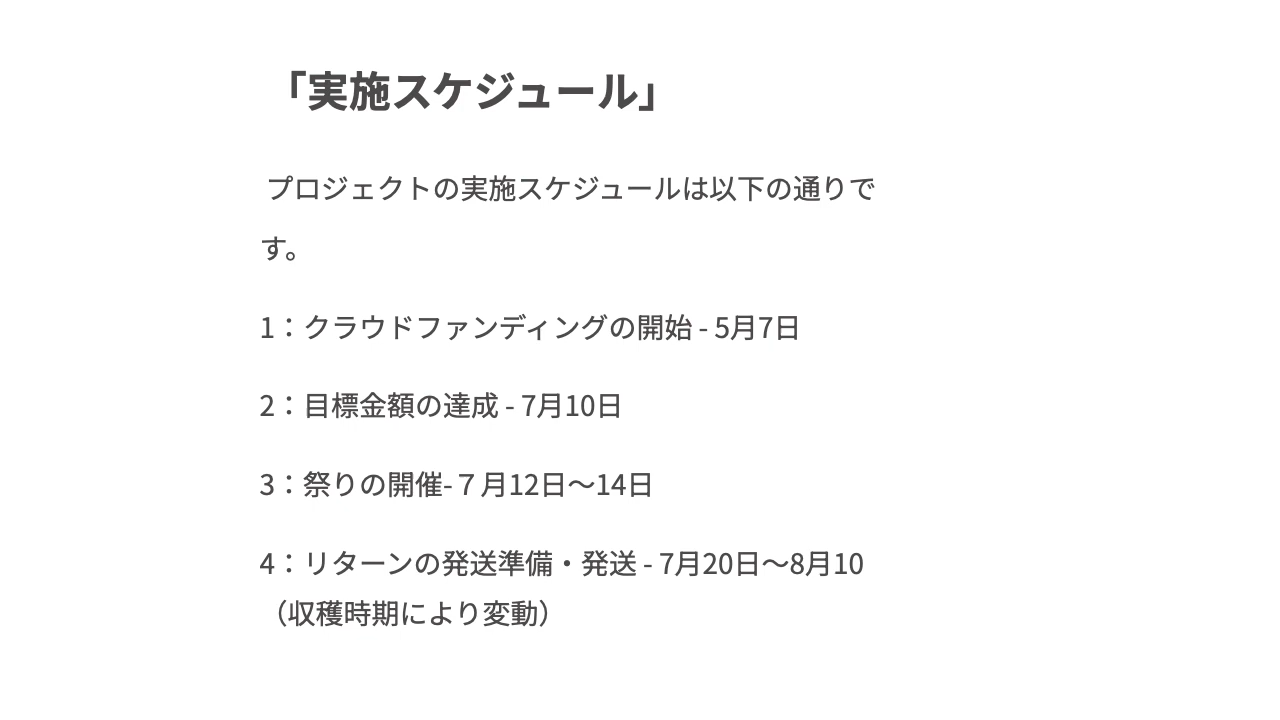 「実施スケジュール」
プロジェクトの実施スケジュールは以下の通りで
す。
1：クラウドファンディングの開始 - 5月7日
2：目標金額の達成 - 7月10日
3：祭りの開催-７月12日～14日
4：リターンの発送準備・発送 - 7月20日～8月10
（収穫時期により変動）